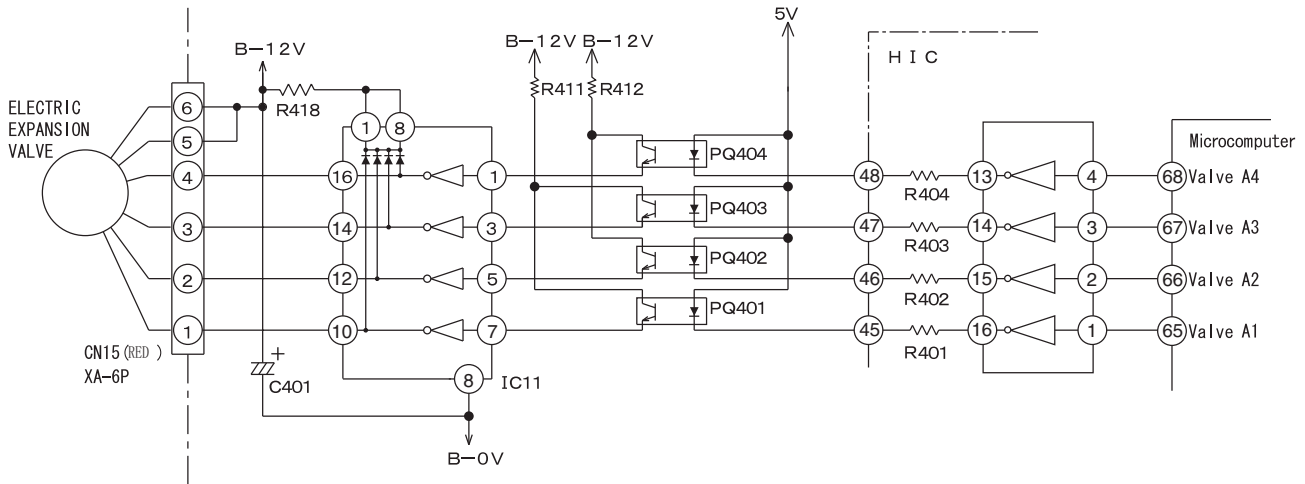 5V
B-12V
B-12V B-12V
H I C
R418
R411
R412
ELECTRIC
EXPANSION
VALVE
6
5
4
3
2
1
1
8
16
14
12
10
1
3
5
7
8
IC11
PQ404
PQ403
PQ402
PQ401
48
47
46
45
R404
R403
R402
R401
13
14
15
16
4
3
2
1
Microcomputer
68 Valve A4
67 Valve A3
66 Valve A2
65 Valve A1
CN15 (RED )
XA-6P
+
C401
B-0V